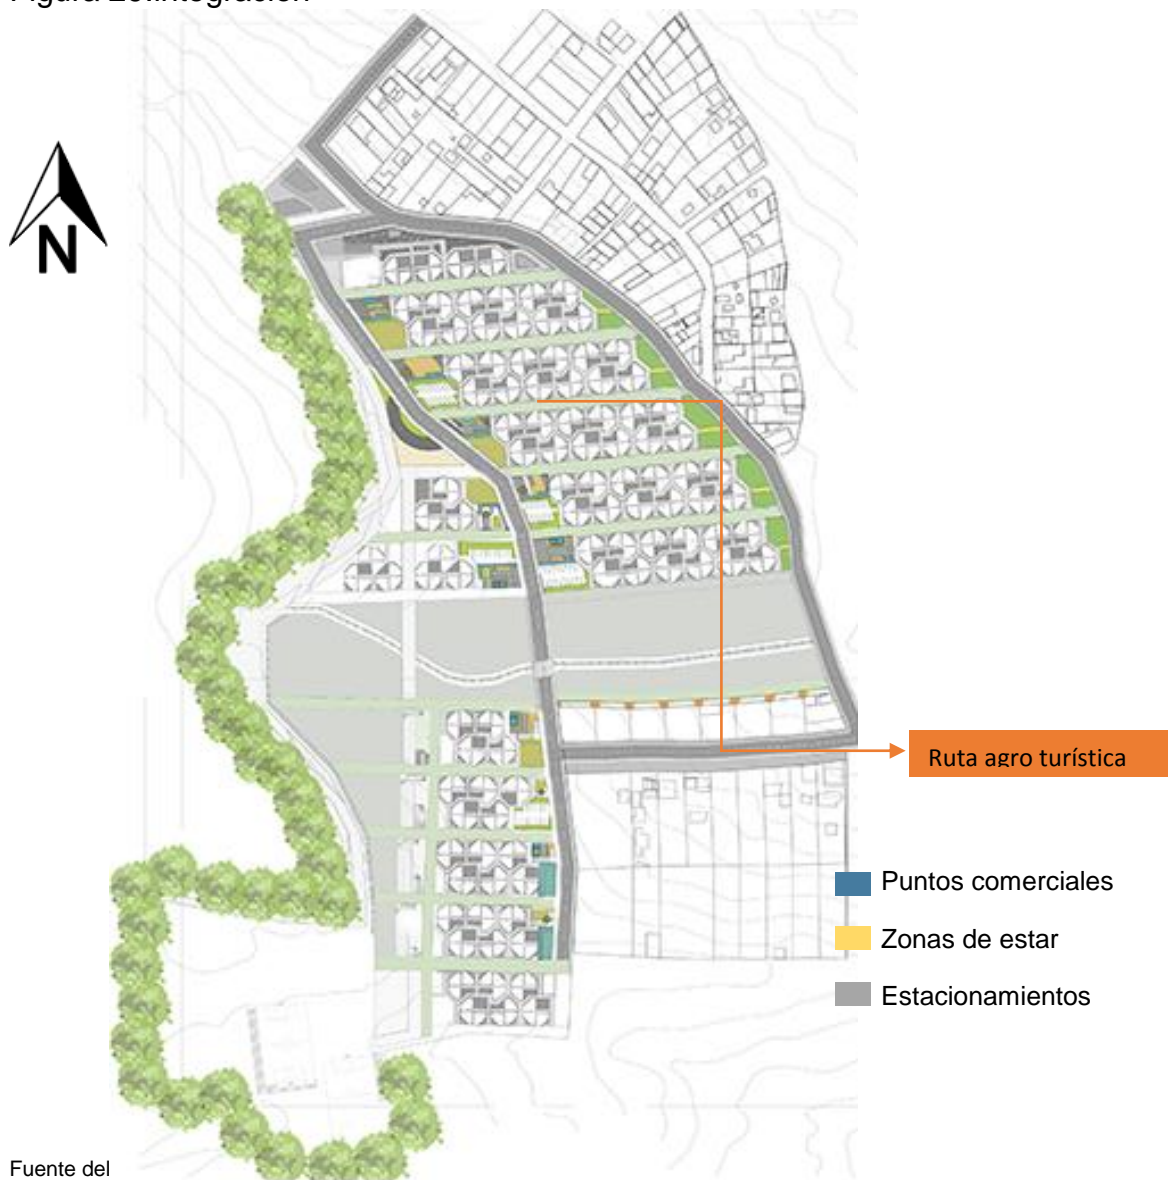 N
Ruta agro turística
Puntos comerciales
Zonas de estar
Estacionamientos
Fuente del